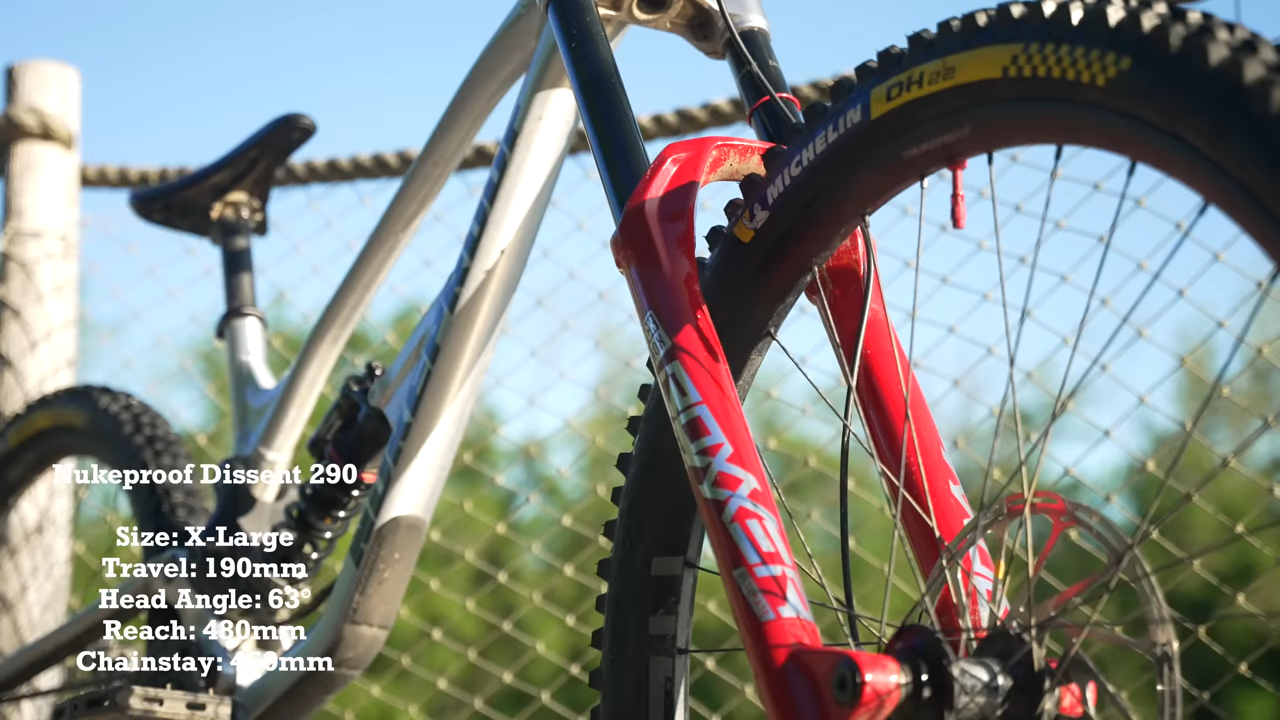 DH22
MICHELIN
BOXXER
Nukeproof Dissent 290
Size: X-Large
Travel: 190mm
Head Angle: 63°
Reach: 480mm
Chainstay: